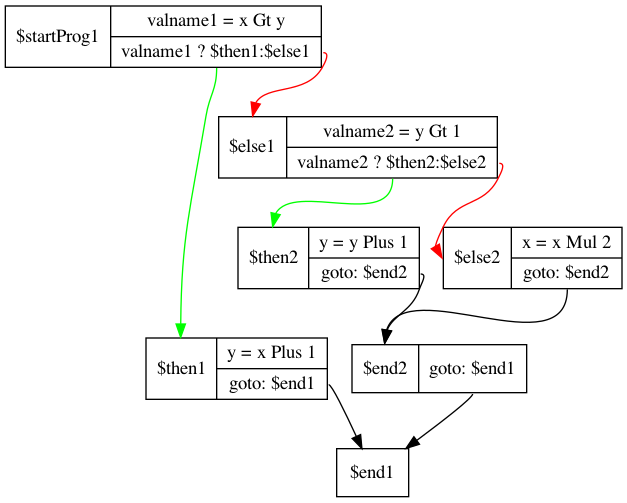 $startProg1
valname1 = x Gt y
valname1 ? $then1:$else1
$else1
valname2 = y Gt 1
valname2 ? $then2:$else2
$then2
y = y Plus 1
goto: $end2
$else2
x = x Mul 2
goto: $end2
$then1
y = x Plus 1
goto: $end1
$end2
goto: $end1
$end1